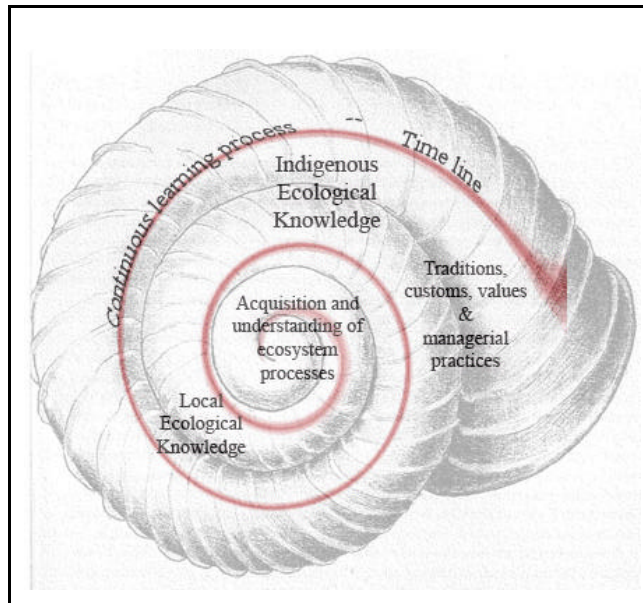 Continuous learning process -- Time line
Indigenous
Ecological
Knowledge
Traditions,
customs, values
&
managerial
practices
Acquisition and
understanding of
ecosystem
processes
Local
Ecological
Knowledge